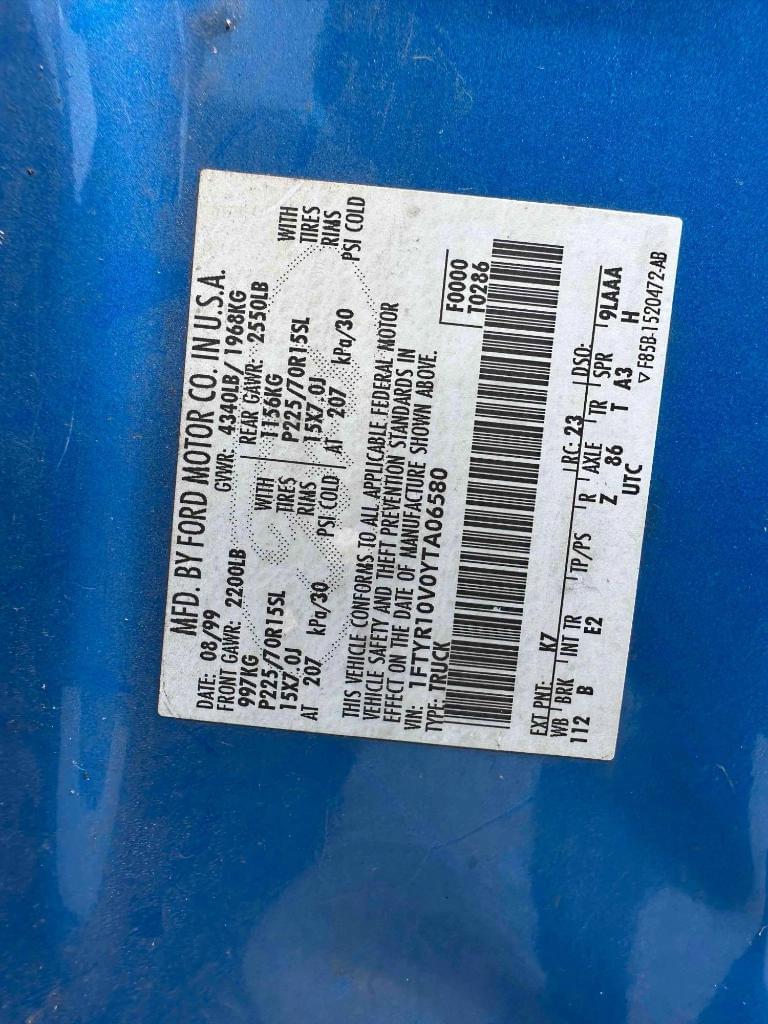 MFD. BY FORD MOTOR CO. IN U.S.A.
DATE: 08/99 GVWR: 4340LB/ 1968KG
FRONT GAWR: 2200LB REAR GAWR: 2550LB
997KG WITH 1156KG WITH
P225/70R15SL TIRES P225/70R15SL TIRES
15X7.0J RIMS 15X7.0J RIMS
AT 207 kPa/30 PSI COLD AT 207 kPa/30 PSI COLD
THIS VEHICLE CONFORMS TO ALL APPLICABLE FEDERAL MOTOR
VEHICLE SAFETY AND THEFT PREVENTION STANDARDS IN
EFFECT ON THE DATE OF MANUFACTURE SHOWN ABOVE.
VIN: 1FTYR10V0YTA06580 F0000
TYPE: TRUCK T0286
EXT PNT: K7 RC: 23 DSO:
WB BRK INT TR TP/PS R AXLE TR SPR 9LAAA
112 B E2 Z 86 T A3 H
UTC ▽ F85B-1520472-AB